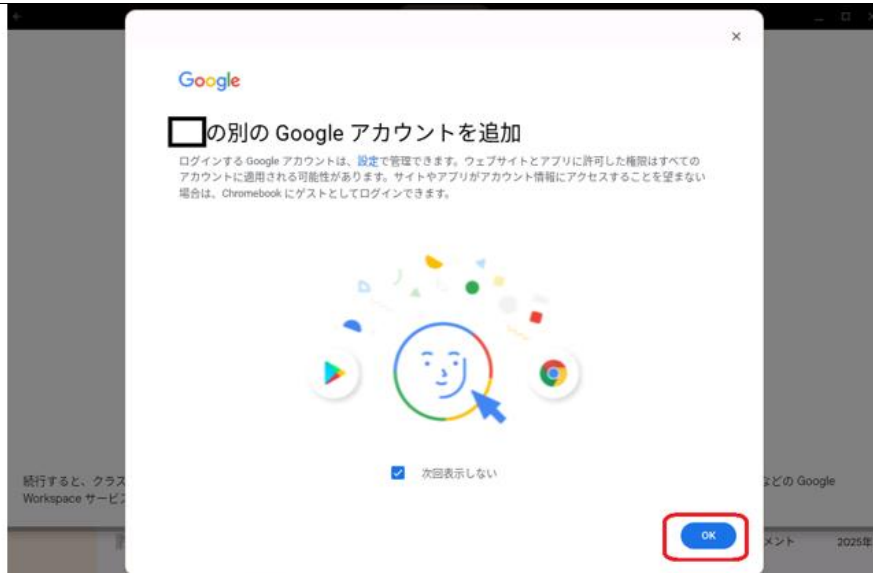 Google
の別の Google アカウントを追加
ログインする Google アカウントは、設定で管理できます。ウェブサイトとアプリに許可した権限はすべての
アカウントに適用される可能性があります。サイトやアプリがアカウント情報にアクセスすることを望まない
場合は、Chromebook にゲストとしてログインできます。
次回表示しない
続行すると、クラス
などの Google
Workspace サービス
OK
メント
2025年